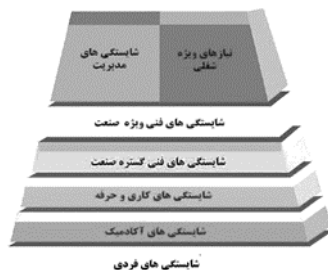 نیازهای ویژه
شغلی
شایستگی های
مدیریت
شایستگی های فنی ویژه صنعت
شایستگی های فنی گستره صنعت
شایستگی های کاری و حرفه
شایستگی های آکادمیک
شایستگی های فردی